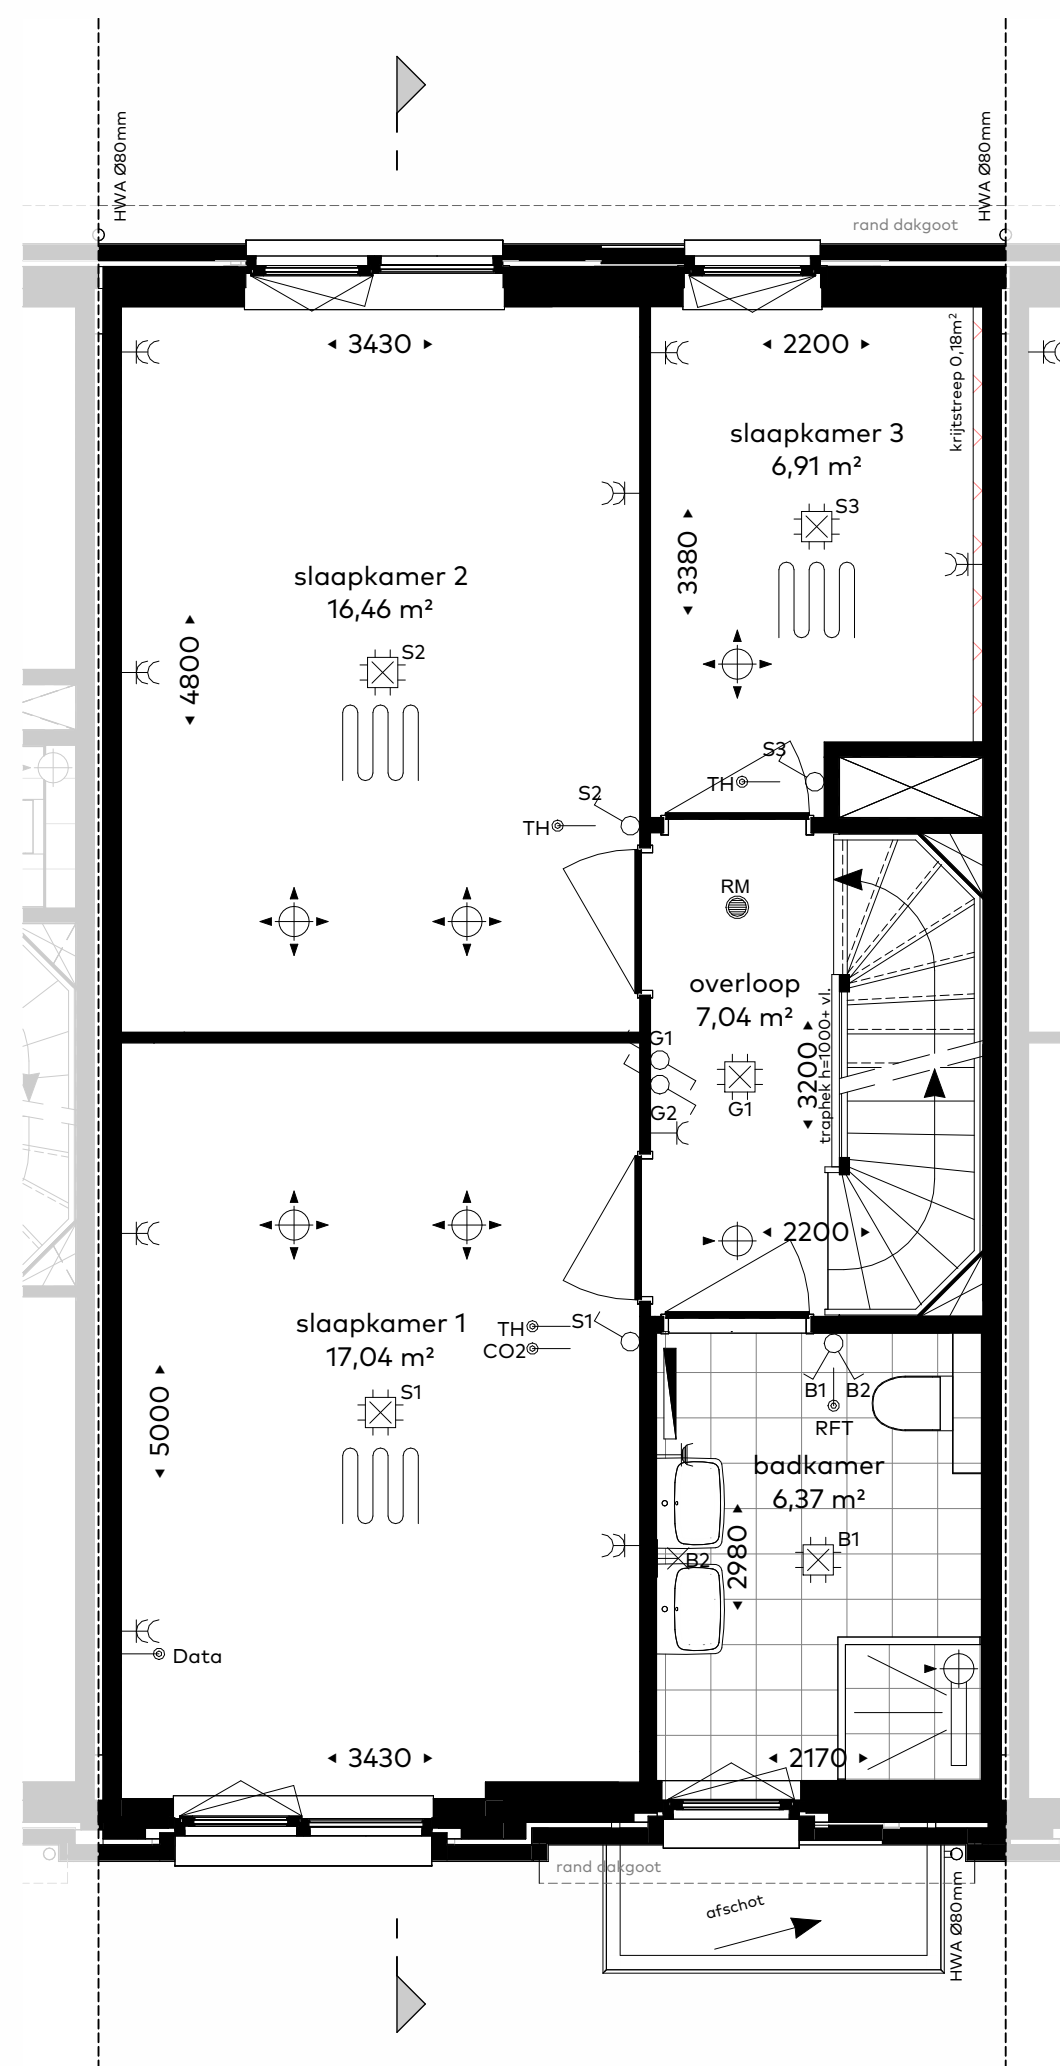 HWA Ø80mm
HWA Ø80mm
rand dakgoot
3430
2200
krijtstreep 0,18m²
slaapkamer 3
6,91 m²
S3
3380
slaapkamer 2
16,46 m²
S2
4800
S3
TH
S2
TH
RM
overloop
7,04 m²
G1
3200
traphek h=1000+ vl.
G1
G2
2200
slaapkamer 1
17,04 m²
S1
TH
CO2
S1
5000
B1
B2
RFT
badkamer
6,37 m²
B1
B2
2980
Data
3430
2170
rand dakgoot
afschot
HWA Ø80mm